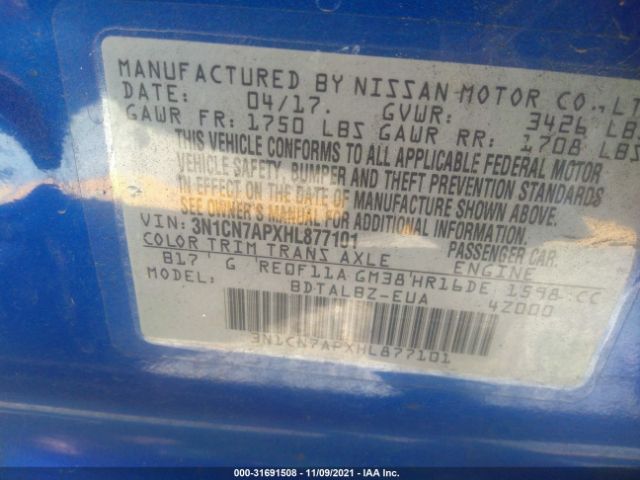 MANUFACTURED BY NISSAN MOTOR CO., LT
DATE: 04/17. GVWR: 3426 LBS
GAWR FR: 1750 LBS GAWR RR: 1708 LBS
THIS VEHICLE CONFORMS TO ALL APPLICABLE FEDERAL MOTOR
VEHICLE SAFETY, BUMPER AND THEFT PREVENTION STANDARDS
IN EFFECT ON THE DATE OF MANUFACTURE SHOWN ABOVE.
SEE OWNER'S MANUAL FOR ADDITIONAL INFORMATION.
VIN: 3N1CN7APXHL877101 PASSENGER CAR
COLOR TRIM TRANS AXLE ENGINE
B17 G RE0F11A GM38 HR16DE 1598 CC
MODEL: BDTALBZ-EUA 42000
3N1CN7APXHL877101
000-31691508 - 11/09/2021 - IAA Inc.